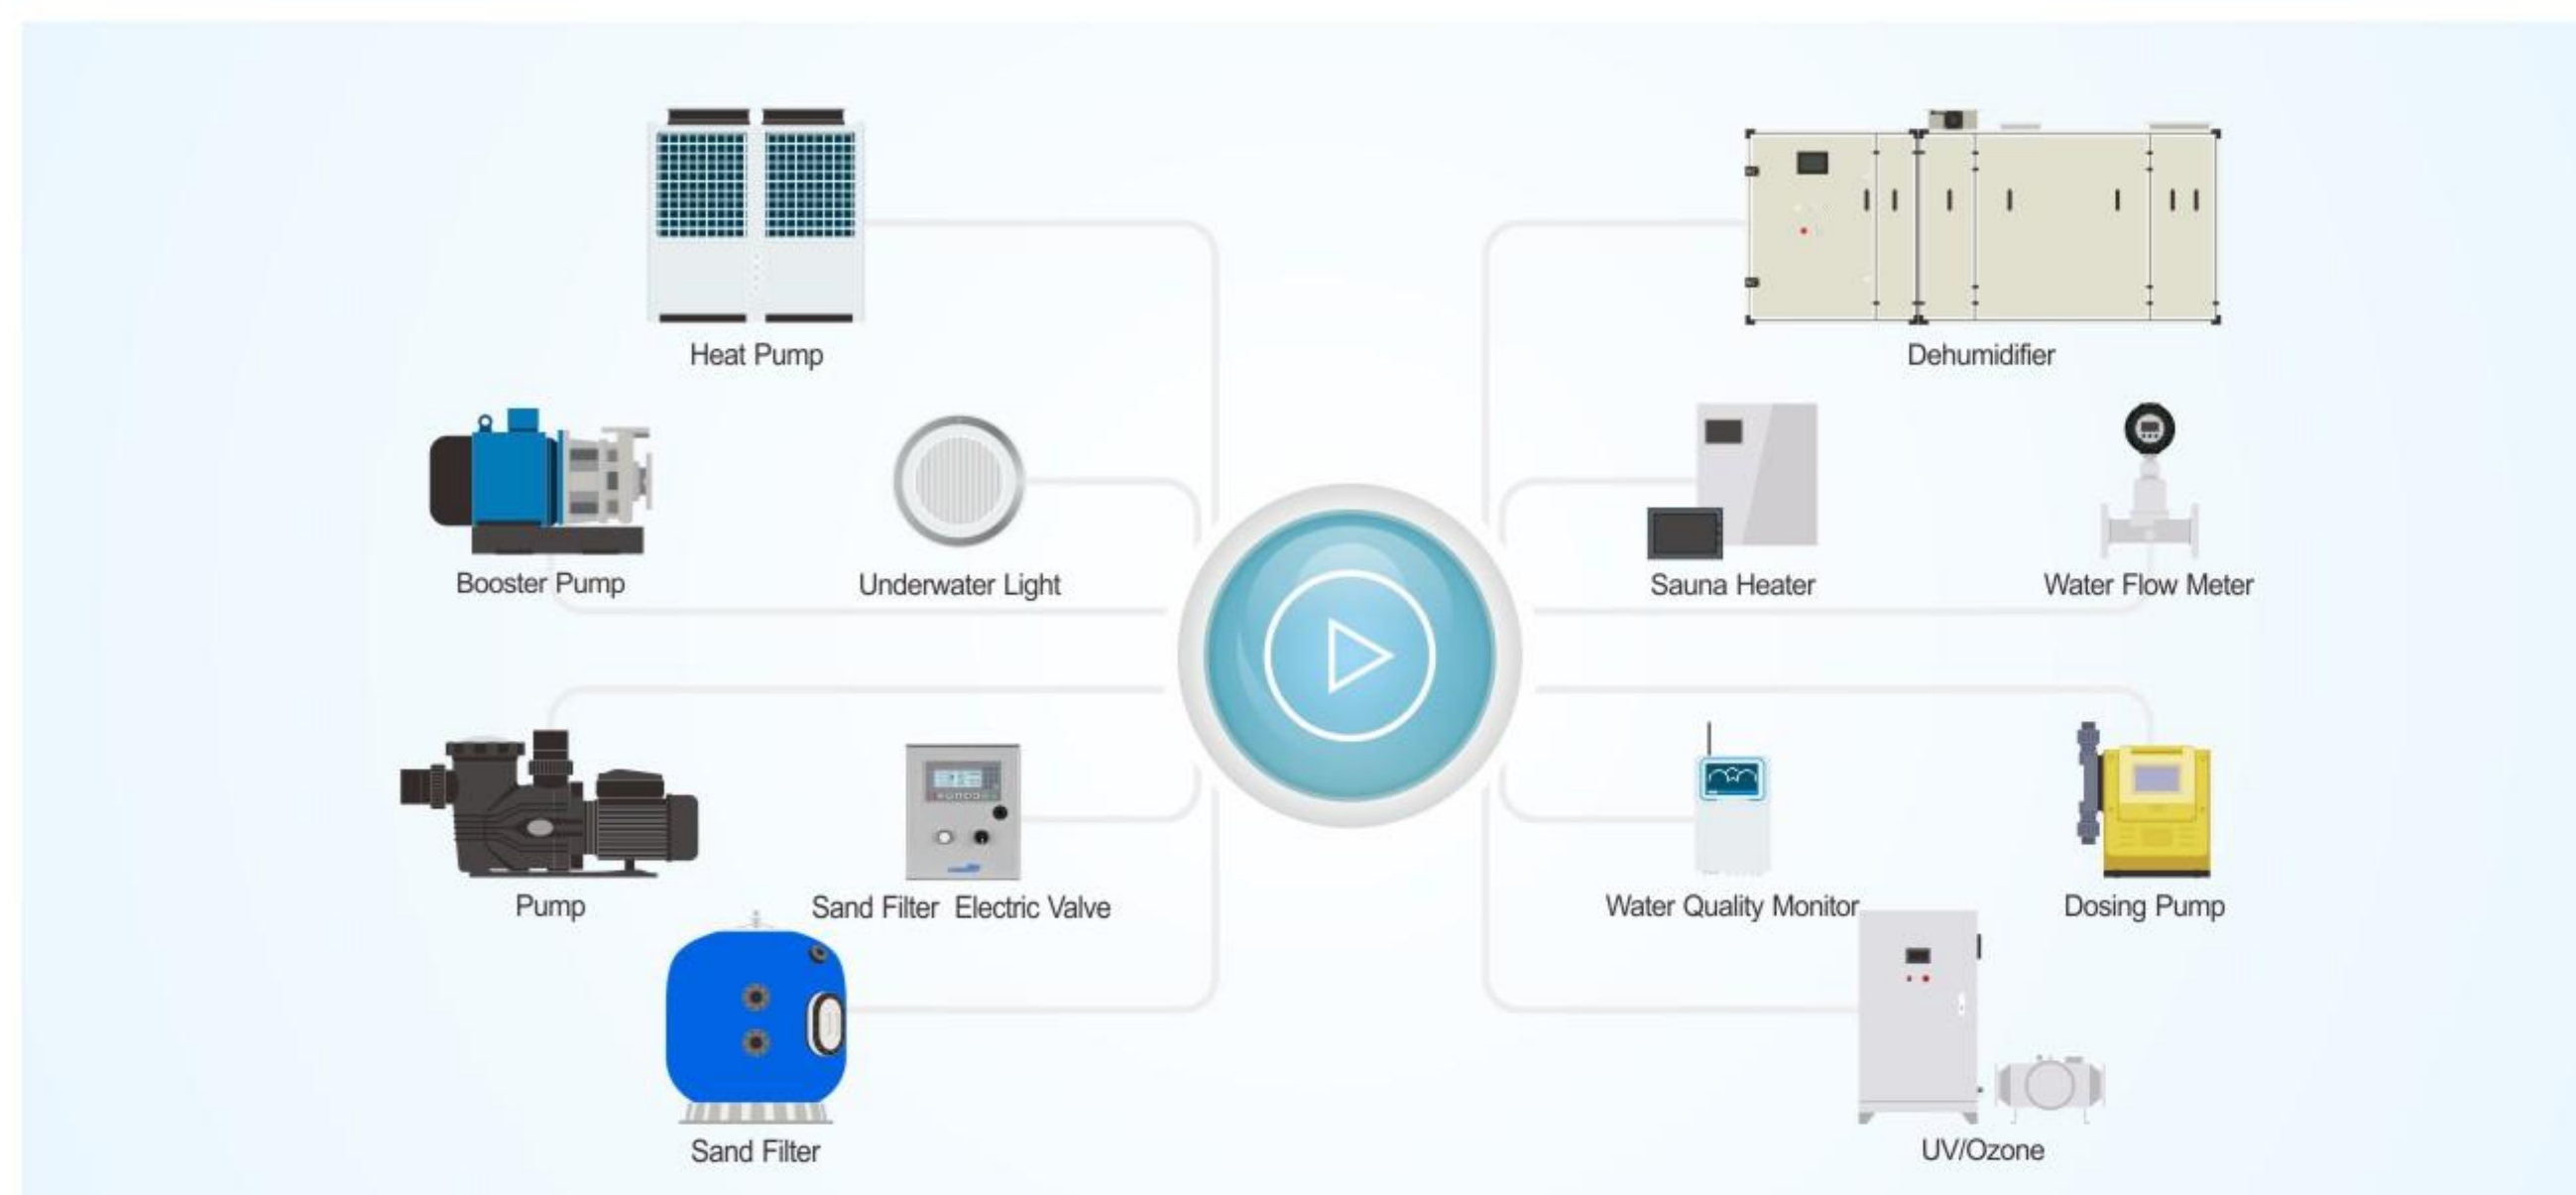 Heat Pump
Dehumidifier
Booster Pump
Underwater Light
Sauna Heater
Water Flow Meter
Pump
Sand Filter Electric Valve
Water Quality Monitor
Dosing Pump
Sand Filter
UV/Ozone